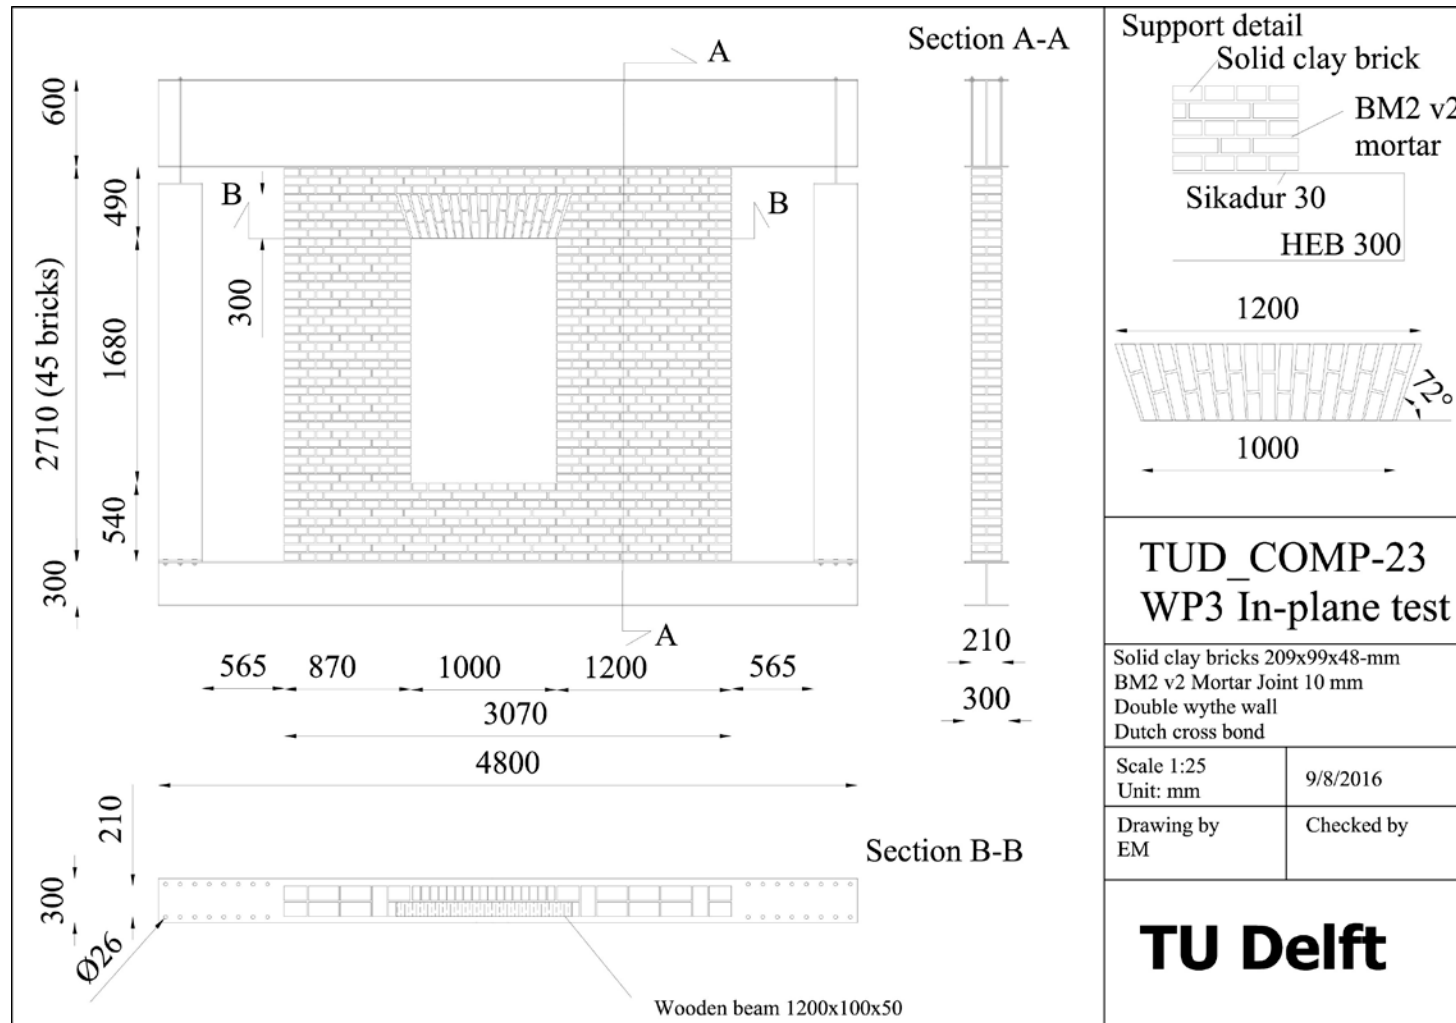 Section A-A
A
600
490
B
B
300
2710 (45 bricks)
1680
540
300
A
565
870
1000
1200
565
3070
4800
210
300
Section B-B
210
300
Ø26
Wooden beam 1200x100x50
Support detail
Solid clay brick
BM2 v2
mortar
Sikadur 30
HEB 300
1200
72°
1000
TUD_COMP-23
WP3 In-plane test
Solid clay bricks 209x99x48-mm
BM2 v2 Mortar Joint 10 mm
Double wythe wall
Dutch cross bond
Scale 1:25
Unit: mm
9/8/2016
Drawing by
EM
Checked by
TU Delft